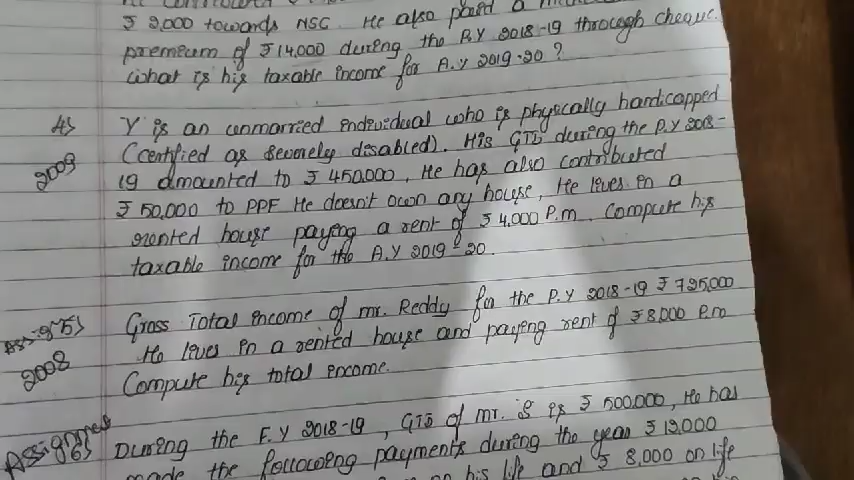 ₹ 2,000 towards NSC. He also paid a
premium of ₹14,000 during the P.Y 2018-19 through cheque.
what is his taxable income for A.Y 2019-20?
4) Y is an unmarried individual who is physically handicapped
2009 (certified as severely disabled). His GTI during the P.Y 2018-
19 amounted to ₹ 450,000, He has also contributed
₹ 50,000 to PPF He doesn't own any house, He lives in a
rented house paying a rent of ₹ 4,000 P.m. Compute his
taxable income for the A.Y 2019-20.
5) Gross Total income of mr. Reddy for the P.Y 2018-19 ₹ 725,000
2008 He lives in a rented house and paying rent of ₹8,000 P.m
Compute his total income.
Assigned 6) During the F.Y 2018-19, GTI of mr. S is ₹ 500,000, He has
made the following payments during the year ₹12,000
on his life and ₹ 8,000 on life